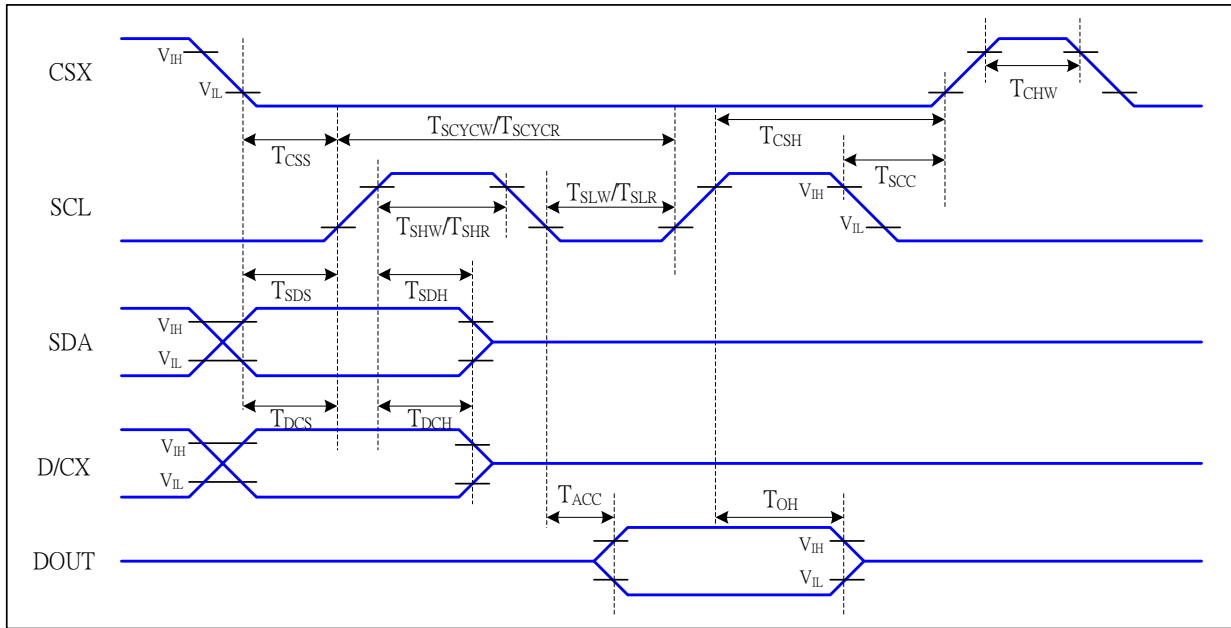 CSX
VIH
VIL
TCHW
TSCYCW/TSCYCR
TCSS
TCSH
TSCC
SCL
TSHW/TSHR
TSLW/TSLR
VIH
VIL
TSDS
TSDH
SDA
VIH
VIL
TDCS
TDCH
D/CX
VIH
VIL
TACC
TOH
DOUT
VIH
VIL